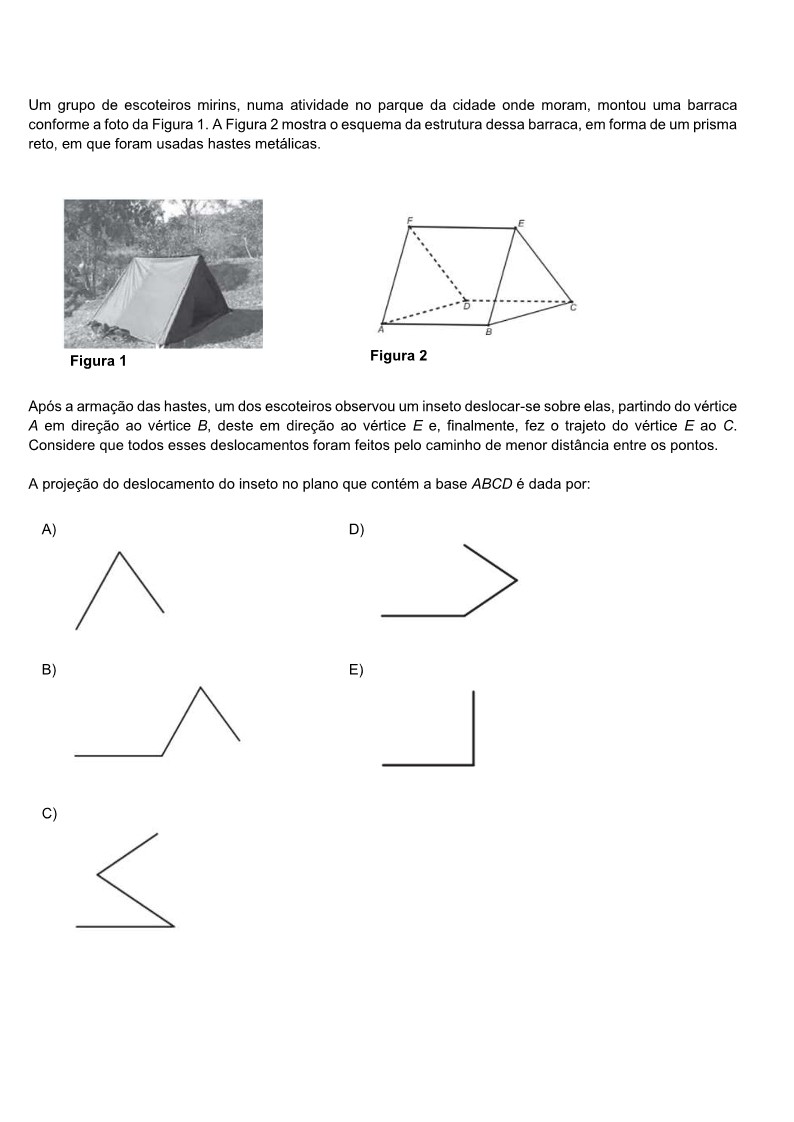 Um grupo de escoteiros mirins, numa atividade no parque da cidade onde moram, montou uma barraca
conforme a foto da Figura 1. A Figura 2 mostra o esquema da estrutura dessa barraca, em forma de um prisma
reto, em que foram usadas hastes metálicas.
F
E
D
C
A
B
Figura 1
Figura 2
Após a armação das hastes, um dos escoteiros observou um inseto deslocar-se sobre elas, partindo do vértice
A em direção ao vértice B, deste em direção ao vértice E e, finalmente, fez o trajeto do vértice E ao C.
Considere que todos esses deslocamentos foram feitos pelo caminho de menor distância entre os pontos.
A projeção do deslocamento do inseto no plano que contém a base ABCD é dada por:
A)
D)
B)
E)
C)